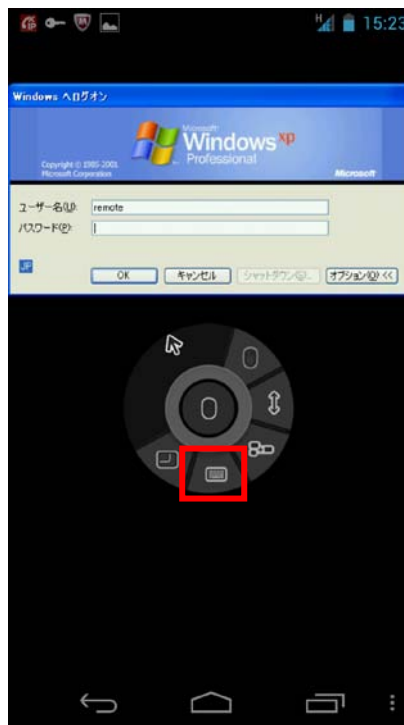 H 15:23
Windows へログオン
Microsoft
Windows xp
Professional
Copyright © 1985-2001
Microsoft Corporation
Microsoft
ユーザー名(U): remote
パスワード(P):
JP
OK キャンセル シャットダウン(S)... オプション(O) <<